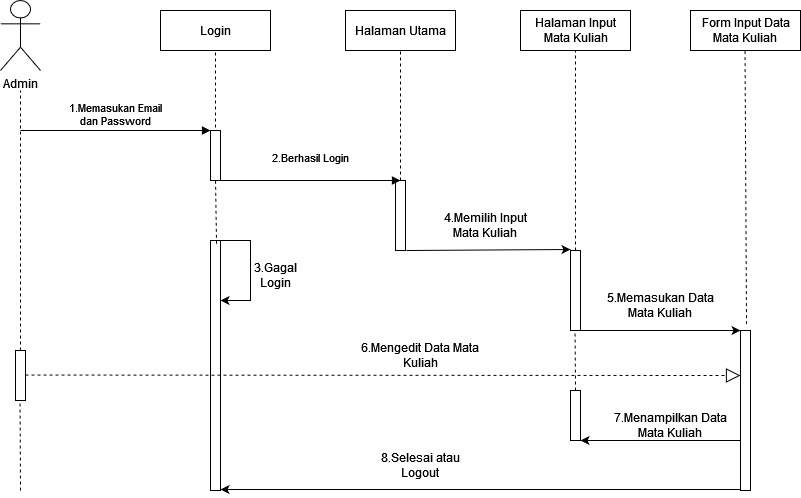 Login
Halaman Utama
Halaman Input
Mata Kuliah
Form Input Data
Mata Kuliah
Admin
1.Memasukan Email
dan Password
2.Berhasil Login
4.Memilih Input
Mata Kuliah
3.Gagal
Login
5.Memasukan Data
Mata Kuliah
6.Mengedit Data Mata
Kuliah
7.Menampilkan Data
Mata Kuliah
8.Selesai atau
Logout